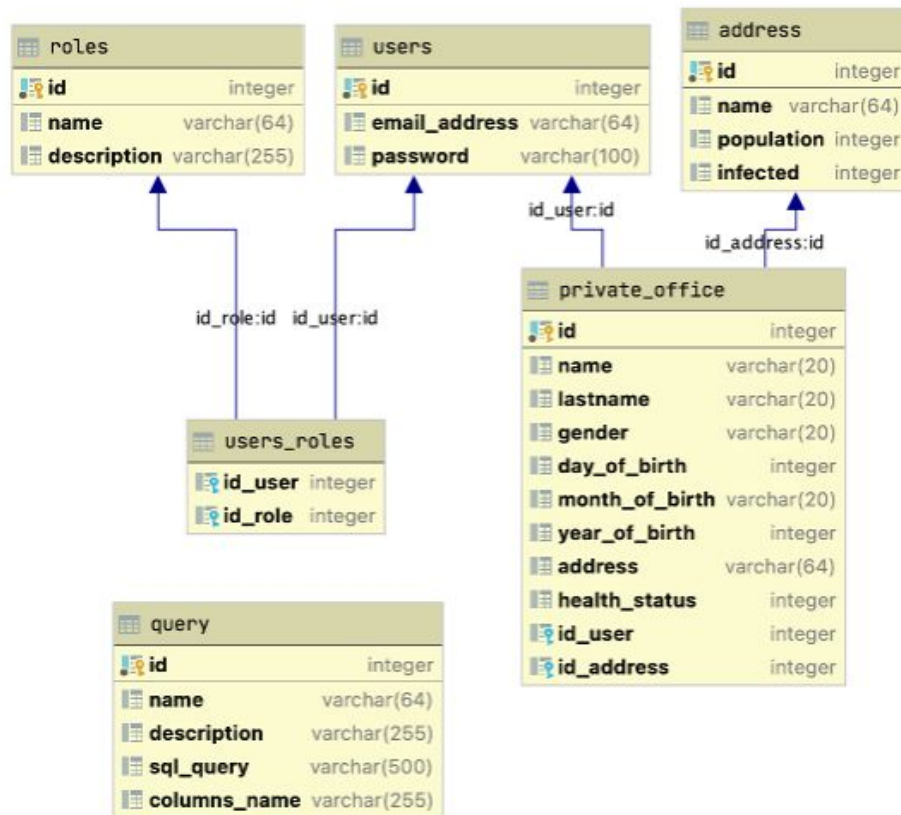 roles
id integer
name varchar(64)
description varchar(255)
users
id integer
email_address varchar(64)
password varchar(100)
address
id integer
name varchar(64)
population integer
infected integer
id_user:id
id_address:id
id_role:id id_user:id
private_office
id integer
name varchar(20)
lastname varchar(20)
gender varchar(20)
day_of_birth integer
month_of_birth varchar(20)
year_of_birth integer
address varchar(64)
health_status integer
id_user integer
id_address integer
users_roles
id_user integer
id_role integer
query
id integer
name varchar(64)
description varchar(255)
sql_query varchar(500)
columns_name varchar(255)